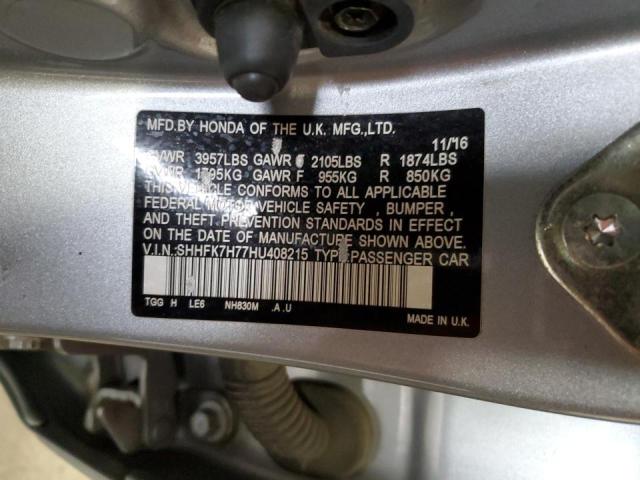 MFD.BY HONDA OF THE U.K. MFG.,LTD.
11/'16
GVWR 3957LBS GAWR F 2105LBS R 1874LBS
GVWR 1795KG GAWR F 955KG R 850KG
THIS VEHICLE CONFORMS TO ALL APPLICABLE
FEDERAL MOTOR VEHICLE SAFETY , BUMPER ,
AND THEFT PREVENTION STANDARDS IN EFFECT
ON THE DATE OF MANUFACTURE SHOWN ABOVE.
V.I.N.:SHHFK7H77HU408215 TYPE:PASSENGER CAR
TGG H LE6 NH830M .A .U
MADE IN U.K.